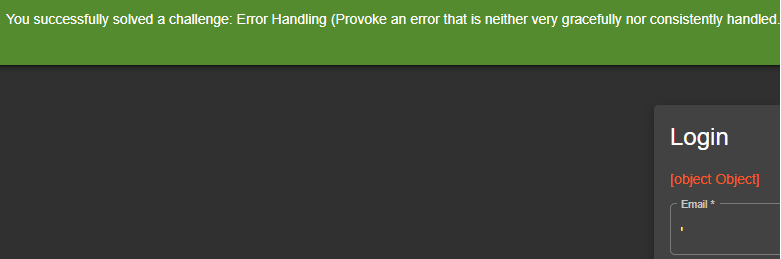 You successfully solved a challenge: Error Handling (Provoke an error that is neither very gracefully nor consistently handled.
Login
[object Object]
Email *
'